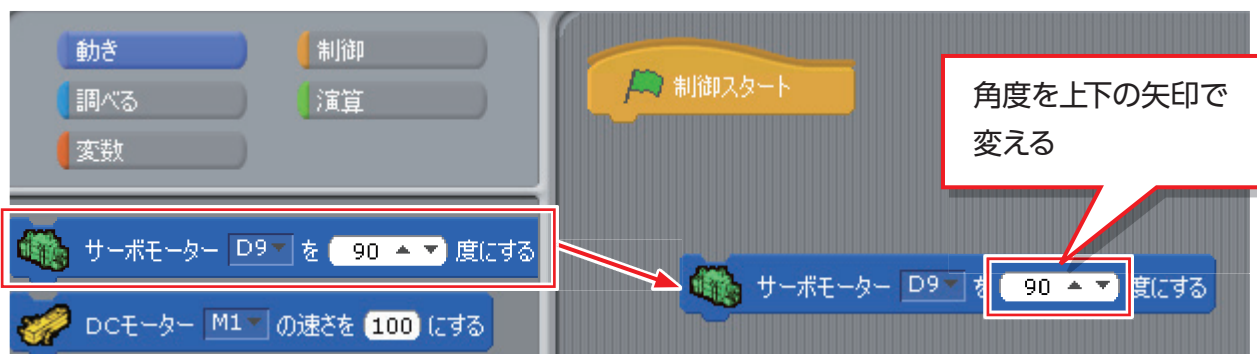 動き
制御
調べる
演算
変数
サーボモーター D9 を 90 度にする
DCモーター M1 の速さを 100 にする
制御スタート
角度を上下の矢印で
変える
サーボモーター D9 を 90 度にする